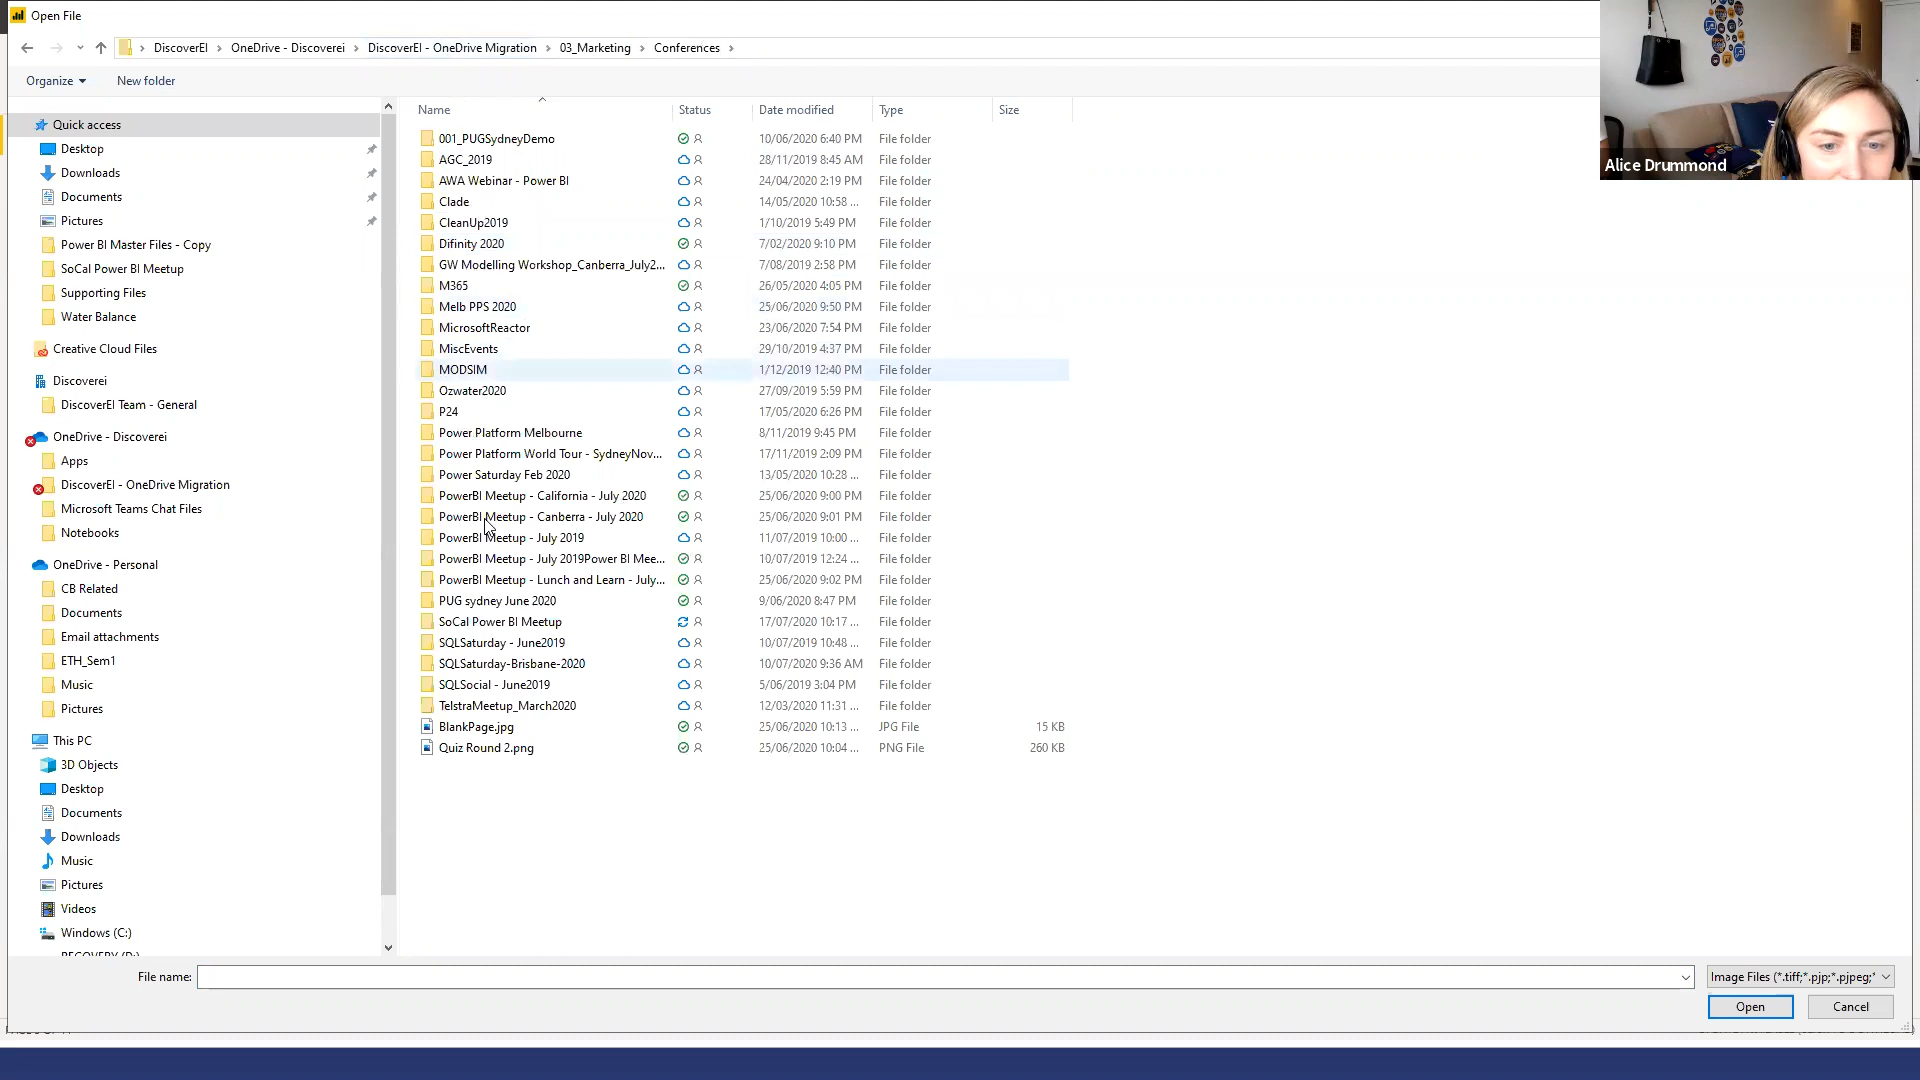 Open File
DiscoverEI
OneDrive - Discoverei
DiscoverEI - OneDrive Migration
03_Marketing
Conferences
Organize
New folder
Alice Drummond
Name Status Date modified Type Size
Quick access
Desktop
Downloads
Documents
Pictures
Power BI Master Files - Copy
SoCal Power BI Meetup
Supporting Files
Water Balance
Creative Cloud Files
Discoverei
DiscoverEI Team - General
OneDrive - Discoverei
Apps
DiscoverEI - OneDrive Migration
Microsoft Teams Chat Files
Notebooks
OneDrive - Personal
CB Related
Documents
Email attachments
ETH_Sem1
Music
Pictures
This PC
3D Objects
Desktop
Documents
Downloads
Music
Pictures
Videos
Windows (C:)
RECOVERY (D:)
001_PUGSydneyDemo 10/06/2020 6:40 PM File folder
AGC_2019 28/11/2019 8:45 AM File folder
AWA Webinar - Power BI 24/04/2020 2:19 PM File folder
Clade 14/05/2020 10:58 ... File folder
CleanUp2019 1/10/2019 5:49 PM File folder
Difinity 2020 7/02/2020 9:10 PM File folder
GW Modelling Workshop_Canberra_July2... 7/08/2019 2:58 PM File folder
M365 26/05/2020 4:05 PM File folder
Melb PPS 2020 25/06/2020 9:50 PM File folder
MicrosoftReactor 23/06/2020 7:54 PM File folder
MiscEvents 29/10/2019 4:37 PM File folder
MODSIM 1/12/2019 12:40 PM File folder
Ozwater2020 27/09/2019 5:59 PM File folder
P24 17/05/2020 6:26 PM File folder
Power Platform Melbourne 8/11/2019 9:45 PM File folder
Power Platform World Tour - SydneyNov... 17/11/2019 2:09 PM File folder
Power Saturday Feb 2020 13/05/2020 10:28 ... File folder
PowerBI Meetup - California - July 2020 25/06/2020 9:00 PM File folder
PowerBI Meetup - Canberra - July 2020 25/06/2020 9:01 PM File folder
PowerBI Meetup - July 2019 11/07/2019 10:00 ... File folder
PowerBI Meetup - July 2019Power BI Mee... 10/07/2019 12:24 ... File folder
PowerBI Meetup - Lunch and Learn - July... 25/06/2020 9:02 PM File folder
PUG sydney June 2020 9/06/2020 8:47 PM File folder
SoCal Power BI Meetup 17/07/2020 10:17 ... File folder
SQLSaturday - June2019 10/07/2019 10:48 ... File folder
SQLSaturday-Brisbane-2020 10/07/2020 9:36 AM File folder
SQLSocial - June2019 5/06/2019 3:04 PM File folder
TelstraMeetup_March2020 12/03/2020 11:31 ... File folder
BlankPage.jpg 25/06/2020 10:13 ... JPG File 15 KB
Quiz Round 2.png 25/06/2020 10:04 ... PNG File 260 KB
File name:
Image Files (*.tiff;*.pjp;*.pjpeg;*
Open
Cancel